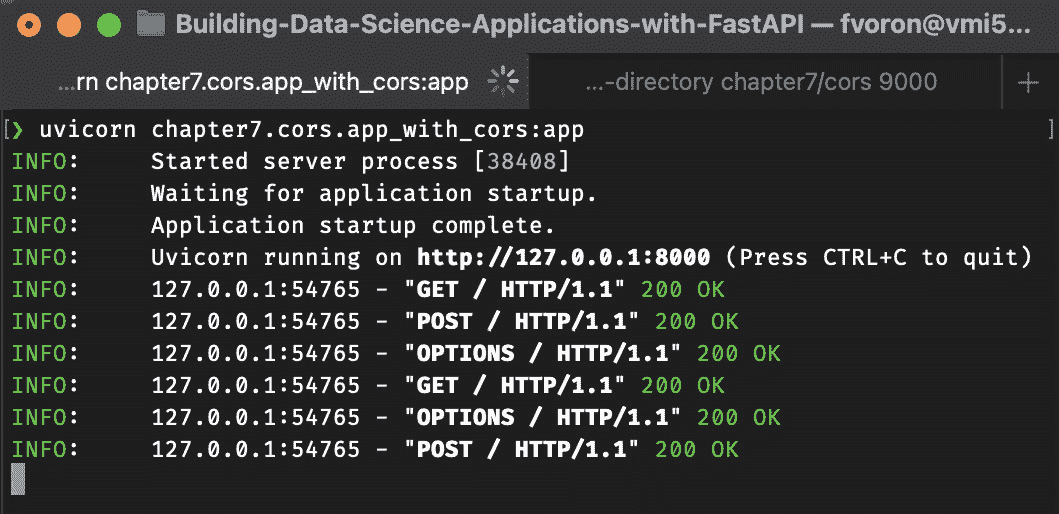 Building-Data-Science-Applications-with-FastAPI — fvoron@vmi5...
...rn chapter7.cors.app_with_cors:app
...-directory chapter7/cors 9000
+
[❯ uvicorn chapter7.cors.app_with_cors:app ]
INFO: Started server process [38408]
INFO: Waiting for application startup.
INFO: Application startup complete.
INFO: Uvicorn running on http://127.0.0.1:8000 (Press CTRL+C to quit)
INFO: 127.0.0.1:54765 - "GET / HTTP/1.1" 200 OK
INFO: 127.0.0.1:54765 - "POST / HTTP/1.1" 200 OK
INFO: 127.0.0.1:54765 - "OPTIONS / HTTP/1.1" 200 OK
INFO: 127.0.0.1:54765 - "GET / HTTP/1.1" 200 OK
INFO: 127.0.0.1:54765 - "OPTIONS / HTTP/1.1" 200 OK
INFO: 127.0.0.1:54765 - "POST / HTTP/1.1" 200 OK